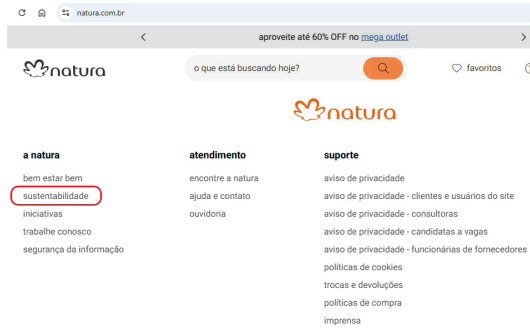 natura.com.br
aproveite até 60% OFF no mega outlet
natura
o que está buscando hoje?
favoritos
natura
a natura
bem estar bem
sustentabilidade
iniciativas
trabalhe conosco
segurança da informação
atendimento
encontre a natura
ajuda e contato
ouvidoria
suporte
aviso de privacidade
aviso de privacidade - clientes e usuários do site
aviso de privacidade - consultoras
aviso de privacidade - candidatas a vagas
aviso de privacidade - funcionárias de fornecedores
políticas de cookies
trocas e devoluções
políticas de compra
imprensa